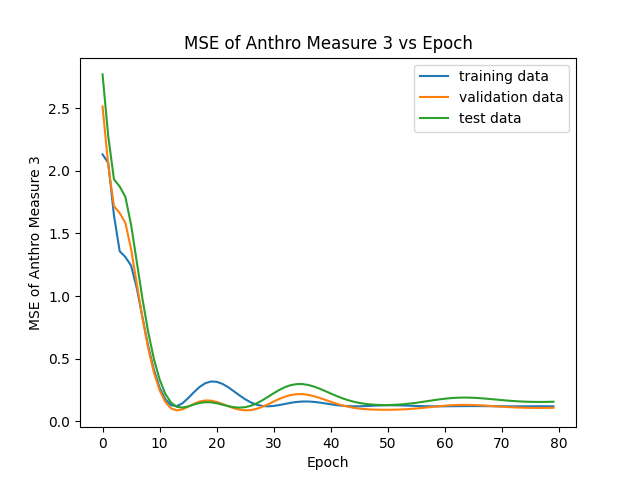 MSE of Anthro Measure 3 vs Epoch
training data
validation data
test data
MSE of Anthro Measure 3
2.5
2.0
1.5
1.0
0.5
0.0
0 10 20 30 40 50 60 70 80
Epoch